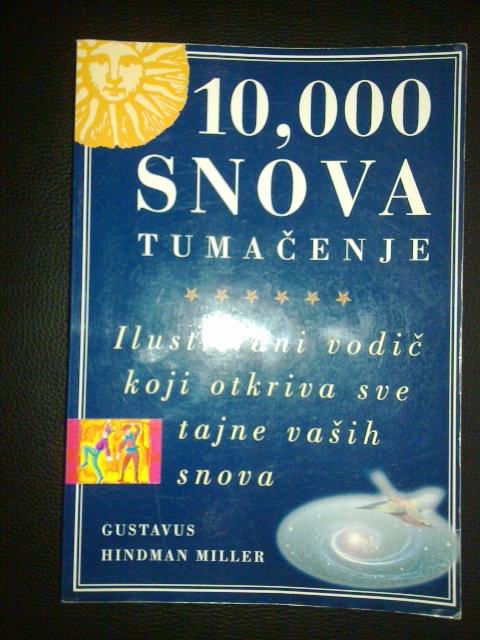 10,000
SNOVA
TUMAČENJE
vodič
koji otkriva sve
tajne vaših
snova
GUSTAVUS
HINDMAN MILLER